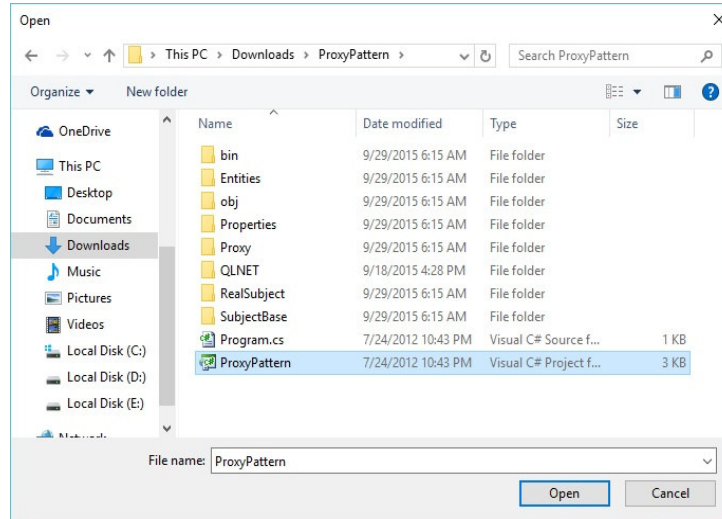 Open
This PC > Downloads > ProxyPattern >
Search ProxyPattern
Organize
New folder
OneDrive
This PC
Desktop
Documents
Downloads
Music
Pictures
Videos
Local Disk (C:)
Local Disk (D:)
Local Disk (E:)
Name Date modified Type Size
bin 9/29/2015 6:15 AM File folder
Entities 9/29/2015 6:15 AM File folder
obj 9/29/2015 6:15 AM File folder
Properties 9/29/2015 6:15 AM File folder
Proxy 9/29/2015 6:15 AM File folder
QLNET 9/18/2015 4:28 PM File folder
RealSubject 9/29/2015 6:15 AM File folder
SubjectBase 9/29/2015 6:15 AM File folder
Program.cs 7/24/2012 10:43 PM Visual C# Source f... 1 KB
ProxyPattern 7/24/2012 10:43 PM Visual C# Project f... 3 KB
File name: ProxyPattern
Open Cancel